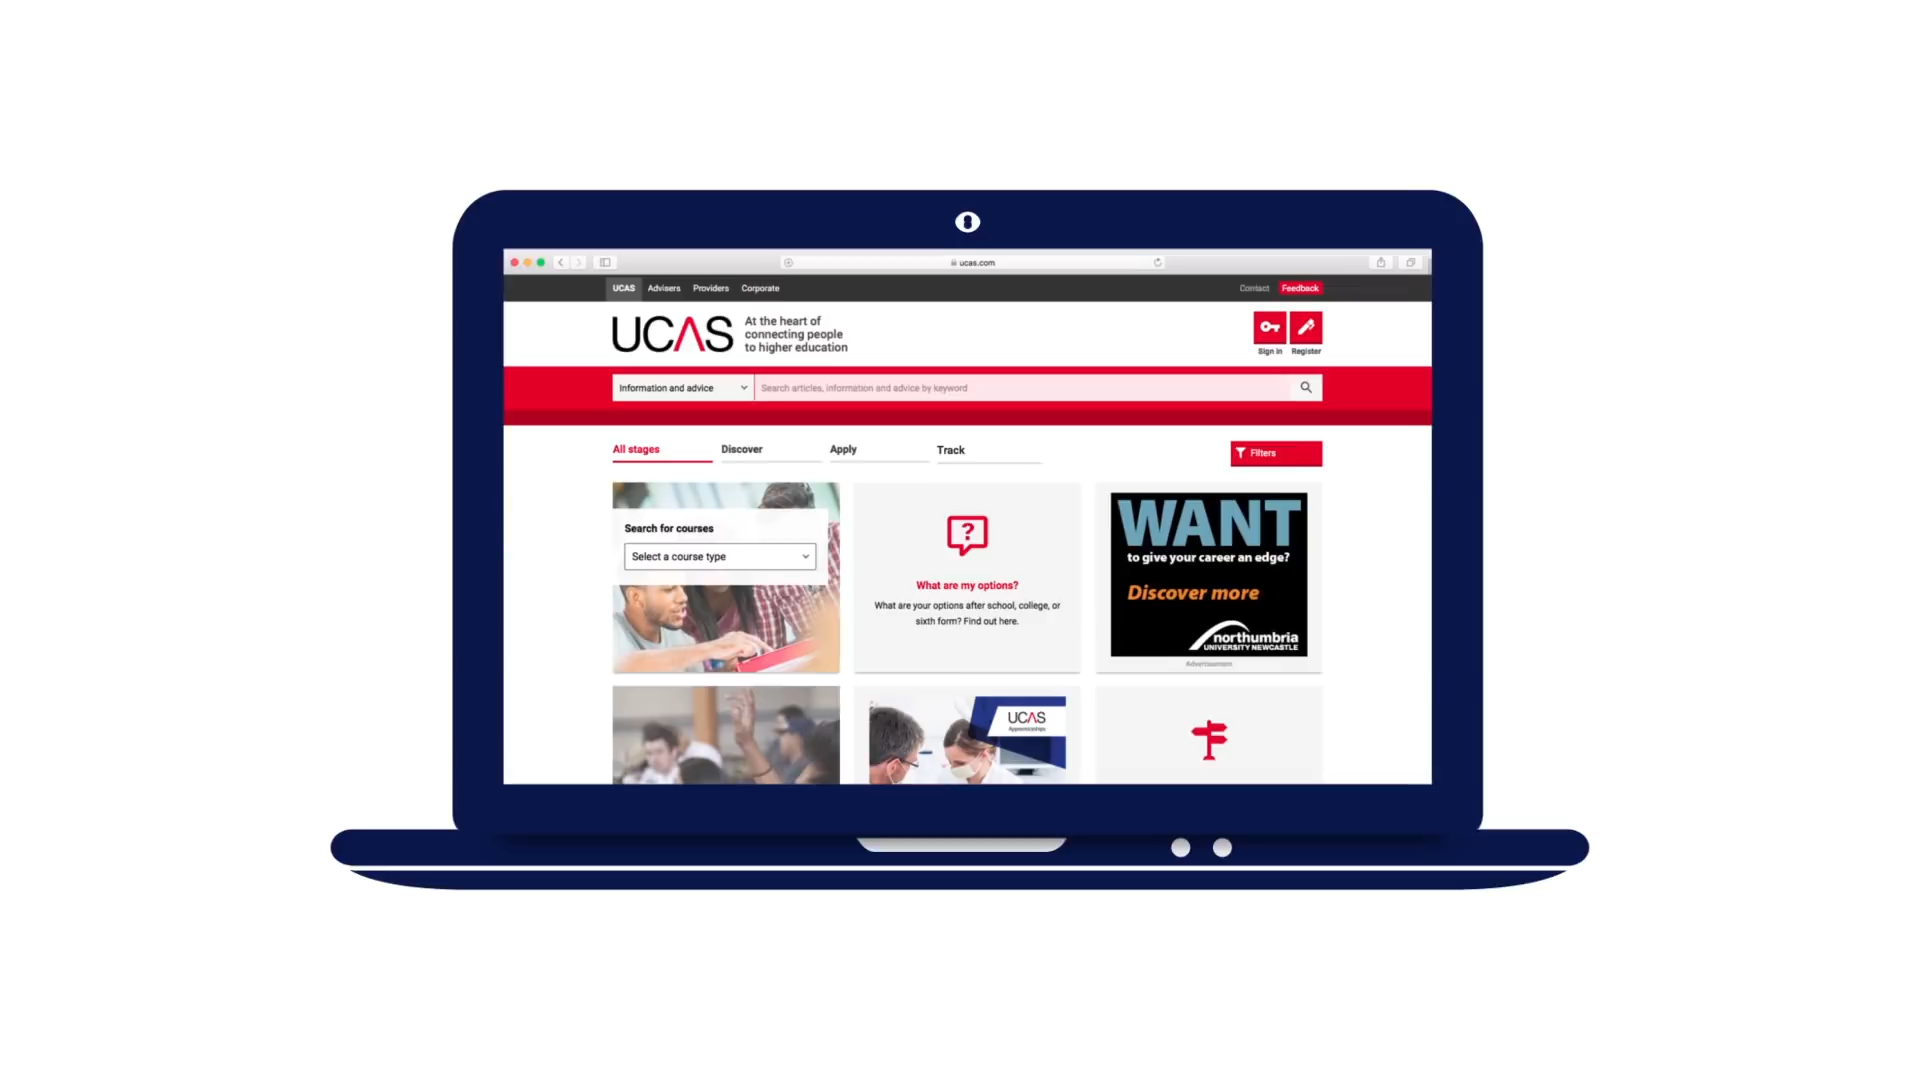 ucas.com
UCAS Advisers Providers Corporate
Contact Feedback
UCAS
At the heart of
connecting people
to higher education
Sign in Register
Information and advice
Search articles, information and advice by keyword
All stages Discover Apply Track
Filters
Search for courses
Select a course type
?
What are my options?
What are your options after school, college, or
sixth form? Find out here.
WANT
to give your career an edge?
Discover more
northumbria
UNIVERSITY NEWCASTLE
Advertisement
UCAS
Apprenticeships